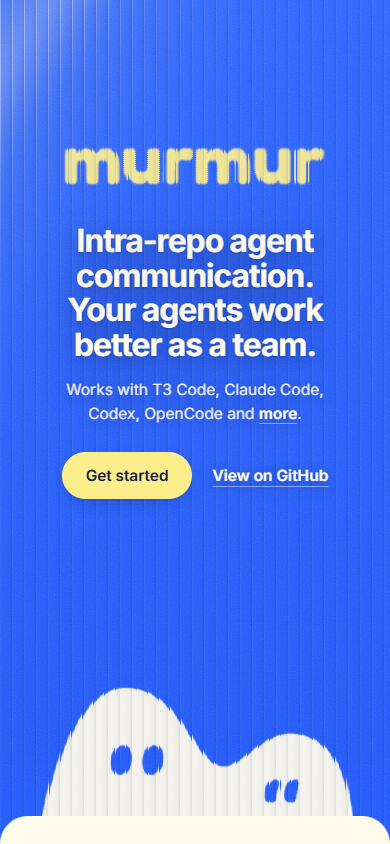 murmur
Intra-repo agent
communication.
Your agents work
better as a team.
Works with T3 Code, Claude Code,
Codex, OpenCode and more.
Get started
View on GitHub